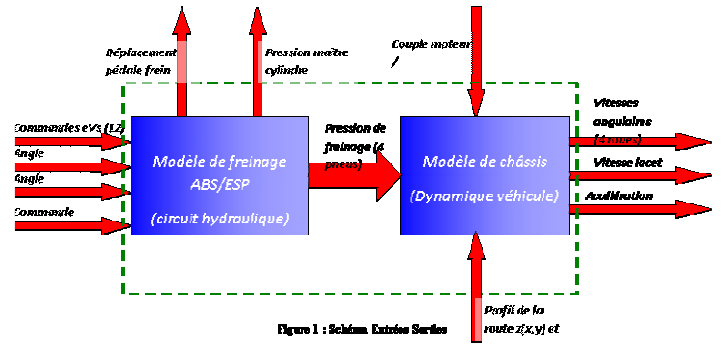 Déplacement
pédale frein
Pression maître
cylindre
Couple moteur
/
Commandes eVs (12)
Angle
Angle
Commande
Modèle de freinage
ABS/ESP
(circuit hydraulique)
Pression de
freinage (4
pneus)
Modèle de châssis
(Dynamique véhicule)
Vitesses
angulaires
(4 roues)
Vitesse lacet
Accélération
Profil de la
route z(x,y) et
Figure 1 : Schéma Entrées Sorties